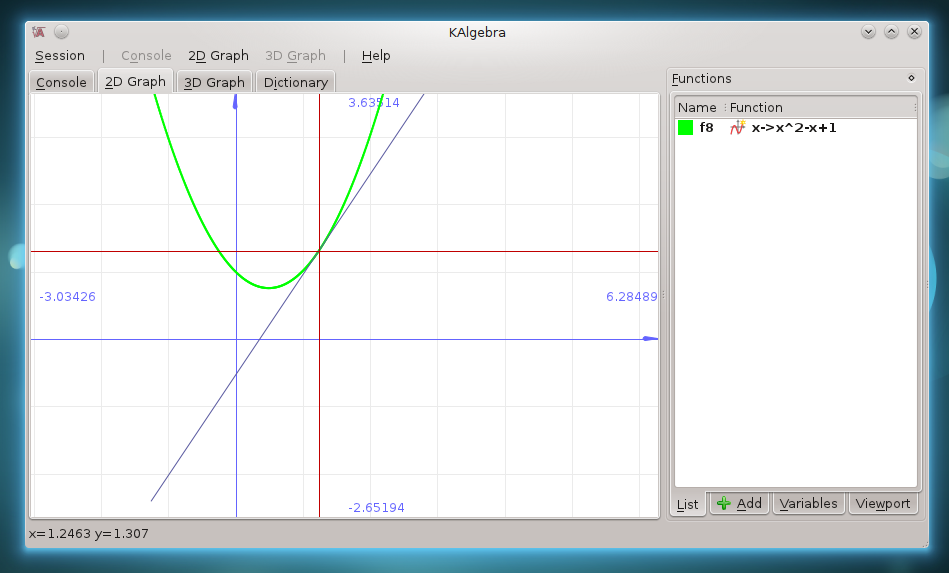 KAlgebra
Session | Console 2D Graph 3D Graph | Help
Console 2D Graph 3D Graph Dictionary
3.63514
-3.03426
6.28489
-2.65194
Functions
Name Function
f8 x->x^2-x+1
List Add Variables Viewport
x=1.2463 y=1.307